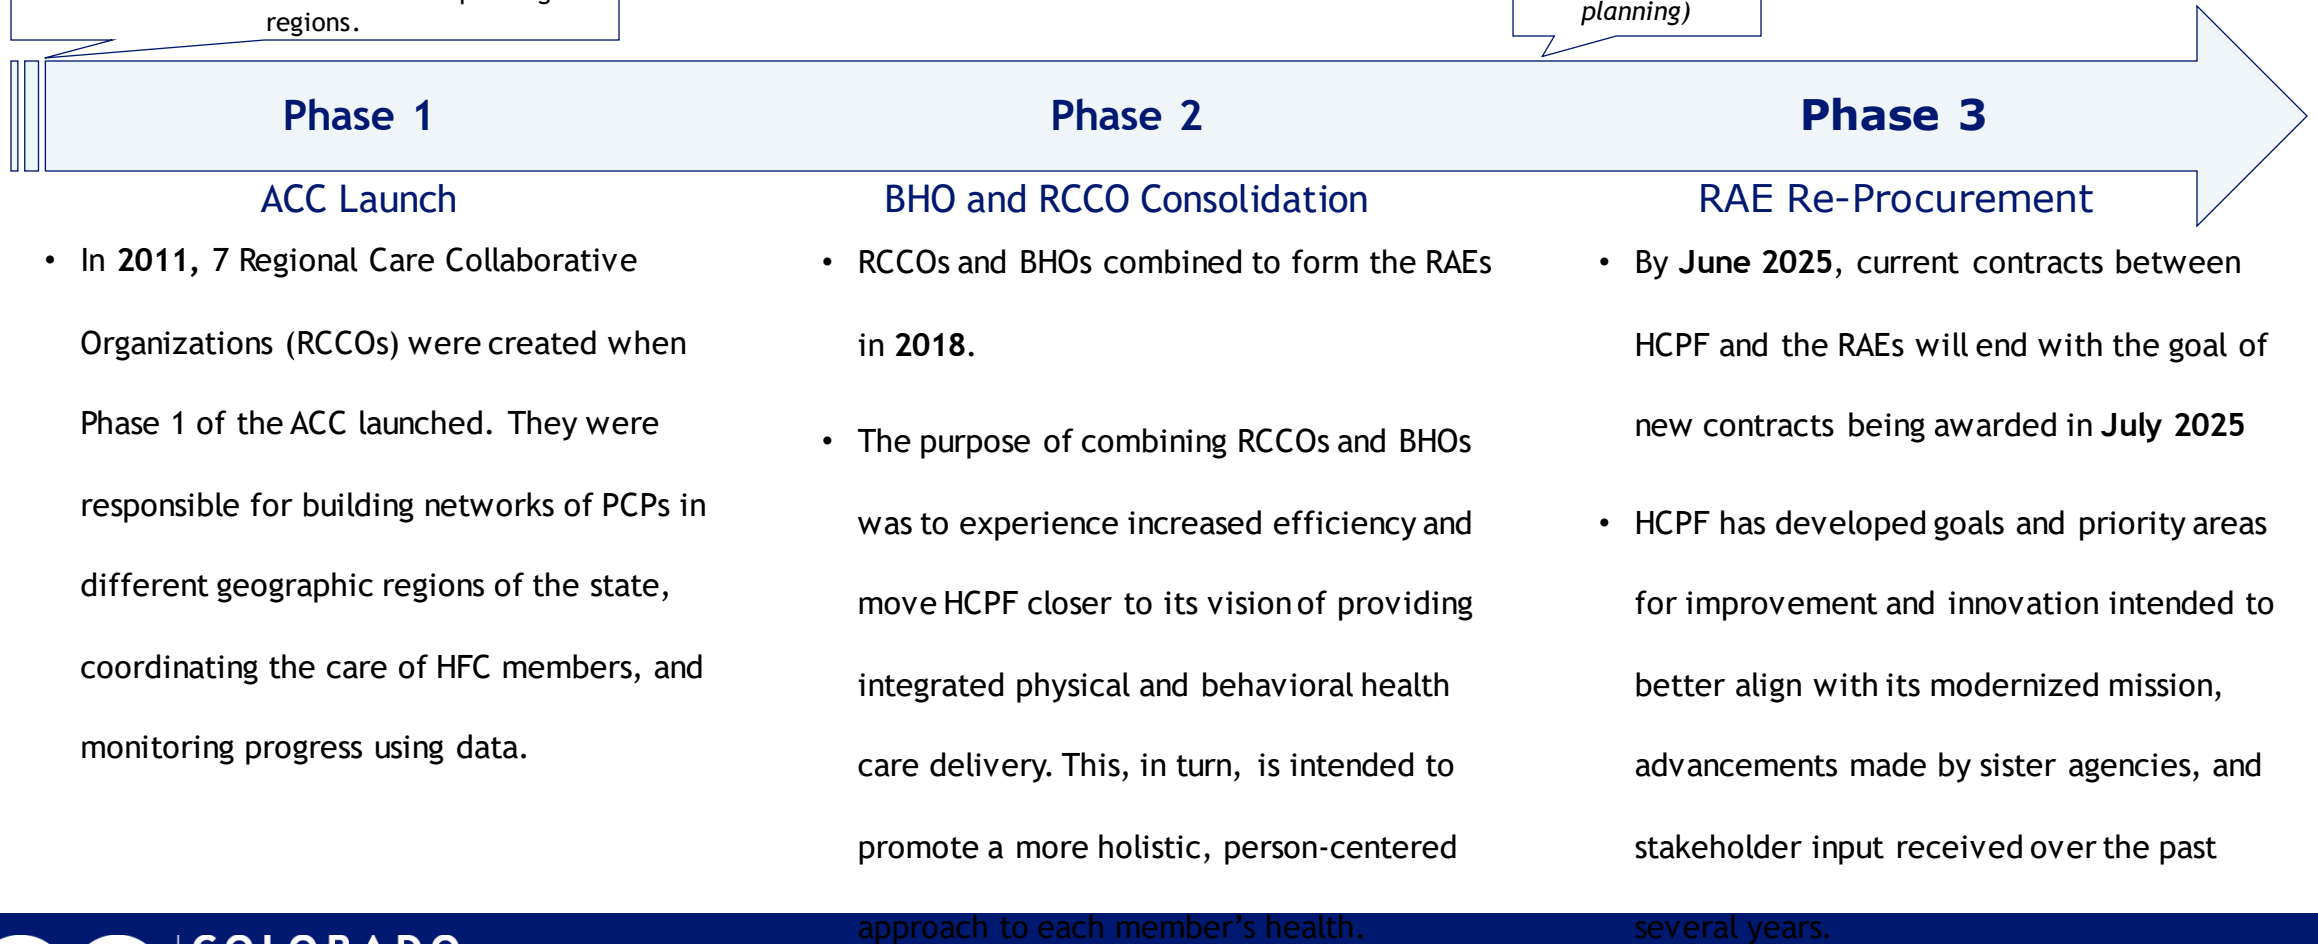 regions.
planning)
Phase 1
Phase 2
Phase 3
ACC Launch
• In 2011, 7 Regional Care Collaborative
Organizations (RCCOs) were created when
Phase 1 of the ACC launched. They were
responsible for building networks of PCPs in
different geographic regions of the state,
coordinating the care of HFC members, and
monitoring progress using data.
BHO and RCCO Consolidation
• RCCOs and BHOs combined to form the RAEs
in 2018.
• The purpose of combining RCCOs and BHOs
was to experience increased efficiency and
move HCPF closer to its vision of providing
integrated physical and behavioral health
care delivery. This, in turn, is intended to
promote a more holistic, person-centered
approach to each member’s health.
RAE Re-Procurement
• By June 2025, current contracts between
HCPF and the RAEs will end with the goal of
new contracts being awarded in July 2025
• HCPF has developed goals and priority areas
for improvement and innovation intended to
better align with its modernized mission,
advancements made by sister agencies, and
stakeholder input received over the past
several years.
COLORADO